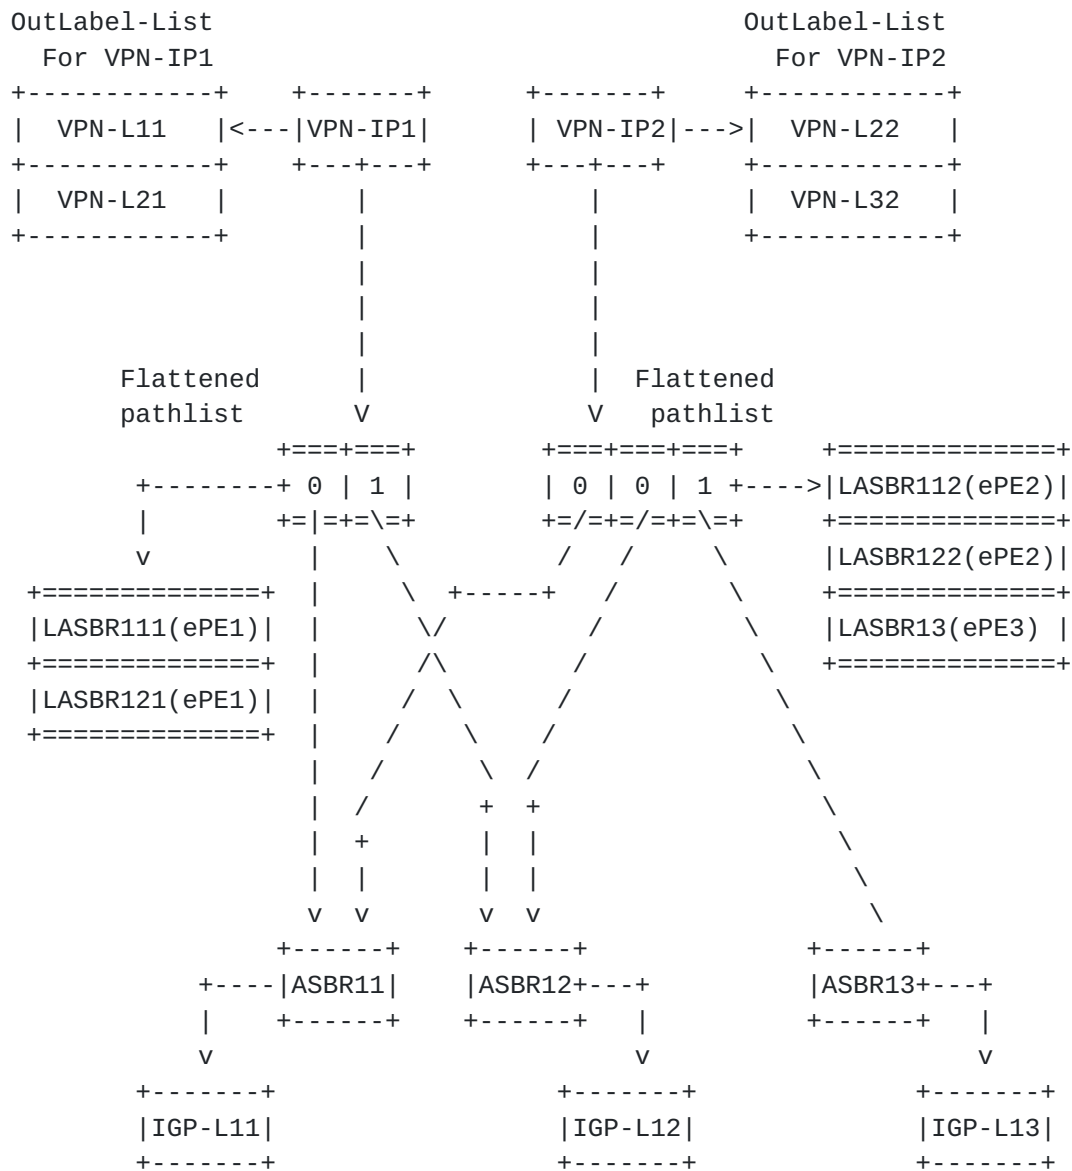 OutLabel-List                                  OutLabel-List
  For VPN-IP1                                    For VPN-IP2
+------------+    +-------+      +-------+     +------------+
|  VPN-L11   |<---|VPN-IP1|      | VPN-IP2|--->|  VPN-L22   |
+------------+    +---+---+      +---+---+     +------------+
|  VPN-L21   |        |              |         |  VPN-L32   |
+------------+        |              |         +------------+
                      |              |
                      |              |
                      |              |
       Flattened      |              |  Flattened
       pathlist       V              V   pathlist
                 +===+===+        +===+===+===+     +==============+
        +--------+ 0 | 1 |        | 0 | 0 | 1 +---->|LASBR112(ePE2)|
        |        +=|=+=\=+        +=/=+=/=+=\=+     +==============+
        v          |    \          /   /     \      |LASBR122(ePE2)|
 +==============+  |     \  +-----+   /       \     +==============+
 |LASBR111(ePE1)|  |      \/         /         \    |LASBR13(ePE3) |
 +==============+  |      /\        /           \   +==============+
 |LASBR121(ePE1)|  |     /  \      /             \
 +==============+  |    /    \    /               \
                   |   /      \  /                 \
                   |  /       +  +                  \
                   |  +       |  |                   \
                   |  |       |  |                    \
                   v  v       v  v                     \
                 +------+    +------+              +------+
            +----|ASBR11|    |ASBR12+---+          |ASBR13+---+
            |    +------+    +------+   |          +------+   |
            v                           v                     v
        +-------+                  +-------+              +-------+
        |IGP-L11|                  |IGP-L12|              |IGP-L13|
        +-------+                  +-------+              +-------+